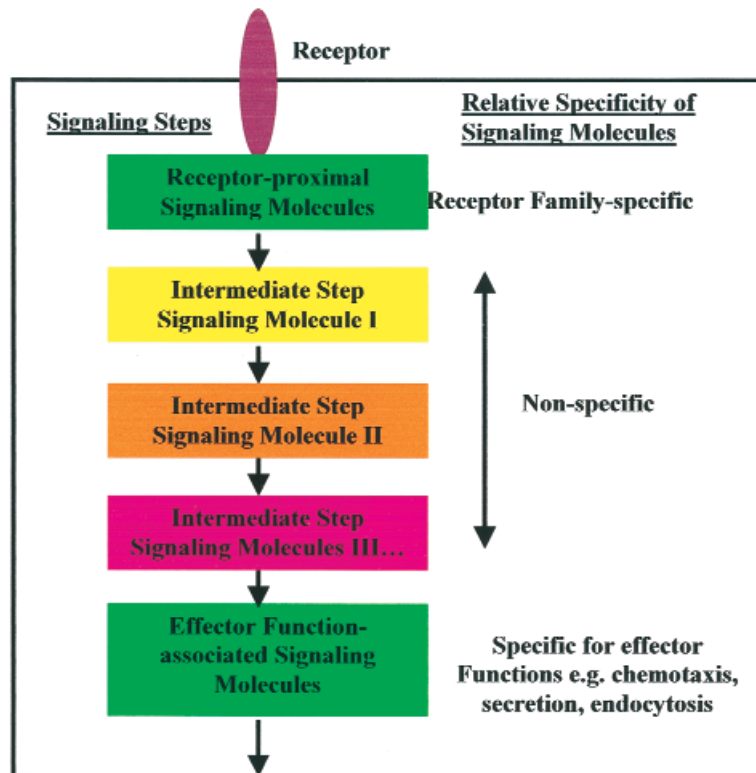 Receptor
Signaling Steps
Relative Specificity of
Signaling Molecules
Receptor-proximal
Signaling Molecules
Receptor Family-specific
Intermediate Step
Signaling Molecule I
Intermediate Step
Signaling Molecule II
Non-specific
Intermediate Step
Signaling Molecules III...
Effector Function-
associated Signaling
Molecules
Specific for effector
Functions e.g. chemotaxis,
secretion, endocytosis